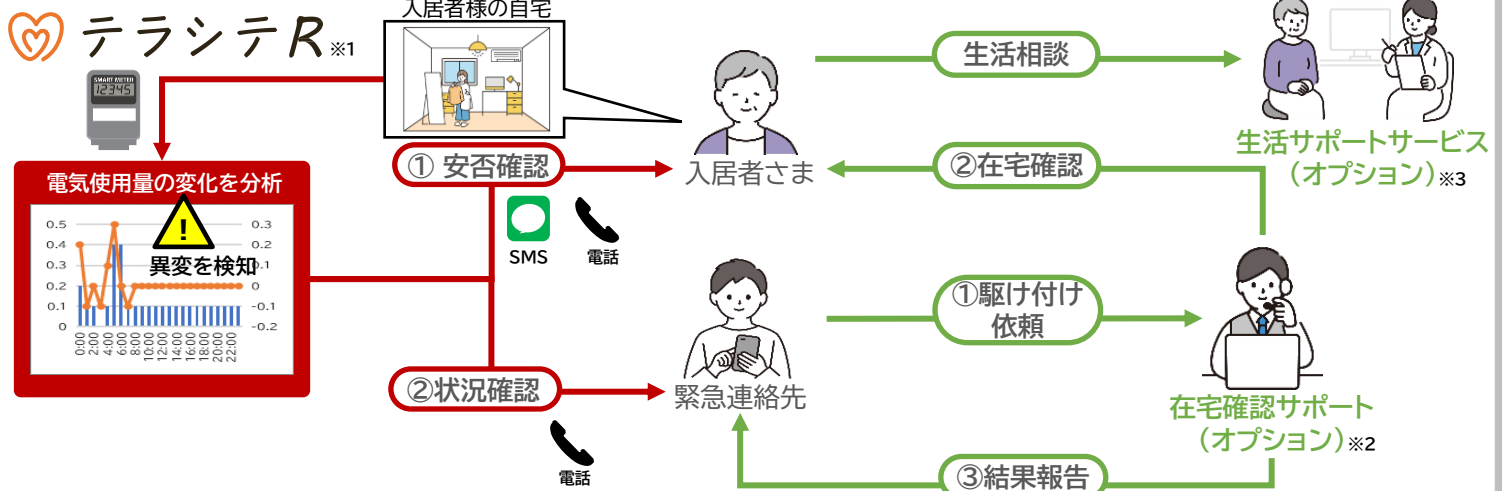 テラシテR※1
入居者様の自宅
SMART METER
12345
電気使用量の変化を分析
!
異変を検知
0.5
0.4
0.3
0.2
0.1
0
0.3
0.2
0.1
0
-0.1
-0.2
0:00
2:00
4:00
6:00
8:00
10:00
12:00
14:00
16:00
18:00
20:00
22:00
① 安否確認
SMS
電話
②状況確認
電話
入居者さま
緊急連絡先
生活相談
②在宅確認
①駆け付け
依頼
③結果報告
生活サポートサービス
(オプション)※3
在宅確認サポート
(オプション)※2